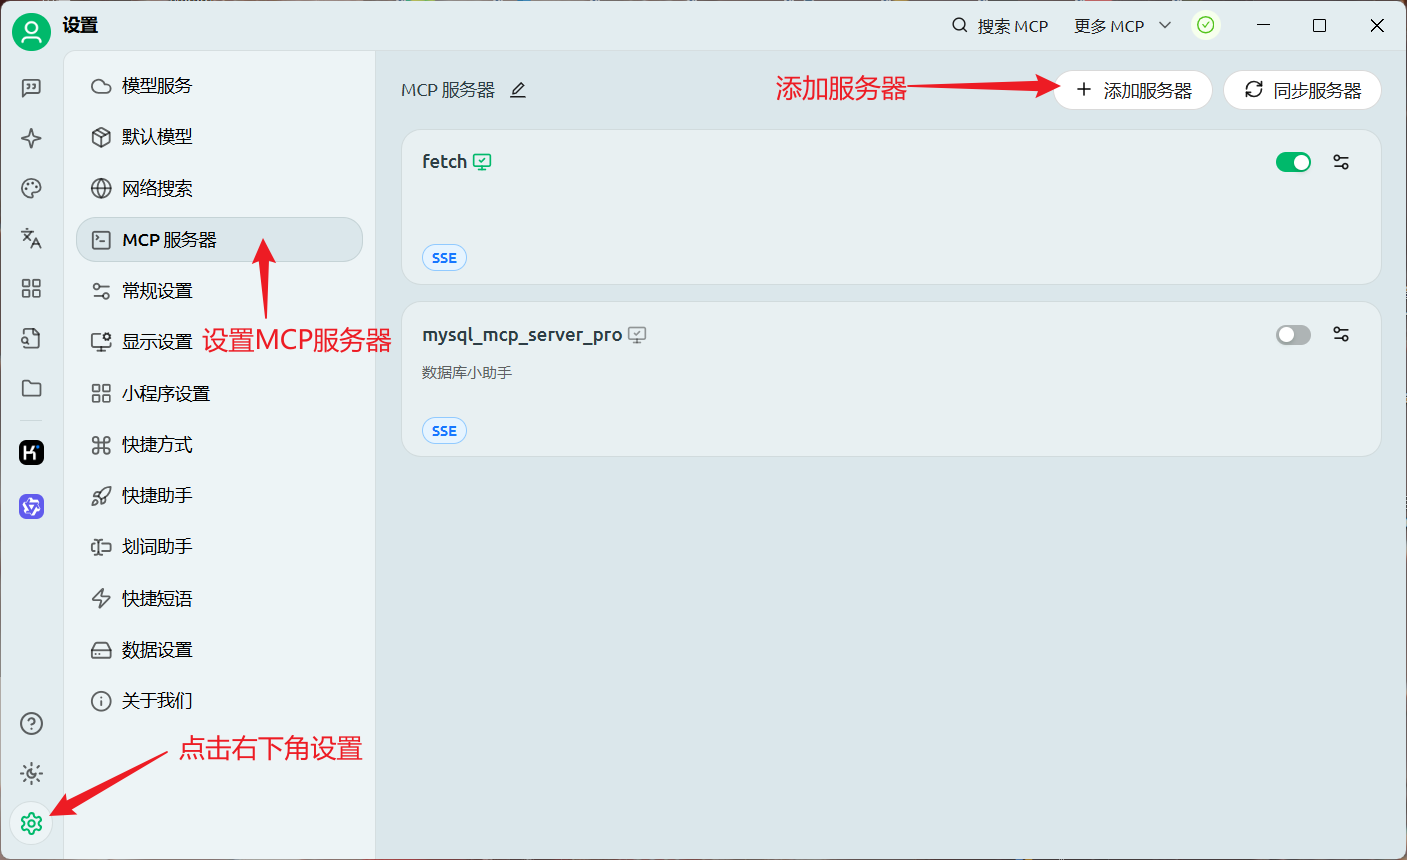 设置
搜索 MCP
更多 MCP
模型服务
默认模型
网络搜索
MCP 服务器
常规设置
显示设置
设置MCP服务器
小程序设置
快捷方式
快捷助手
划词助手
快捷短语
数据设置
关于我们
点击右下角设置
MCP 服务器
添加服务器
添加服务器
同步服务器
fetch
SSE
mysql_mcp_server_pro
数据库小助手
SSE